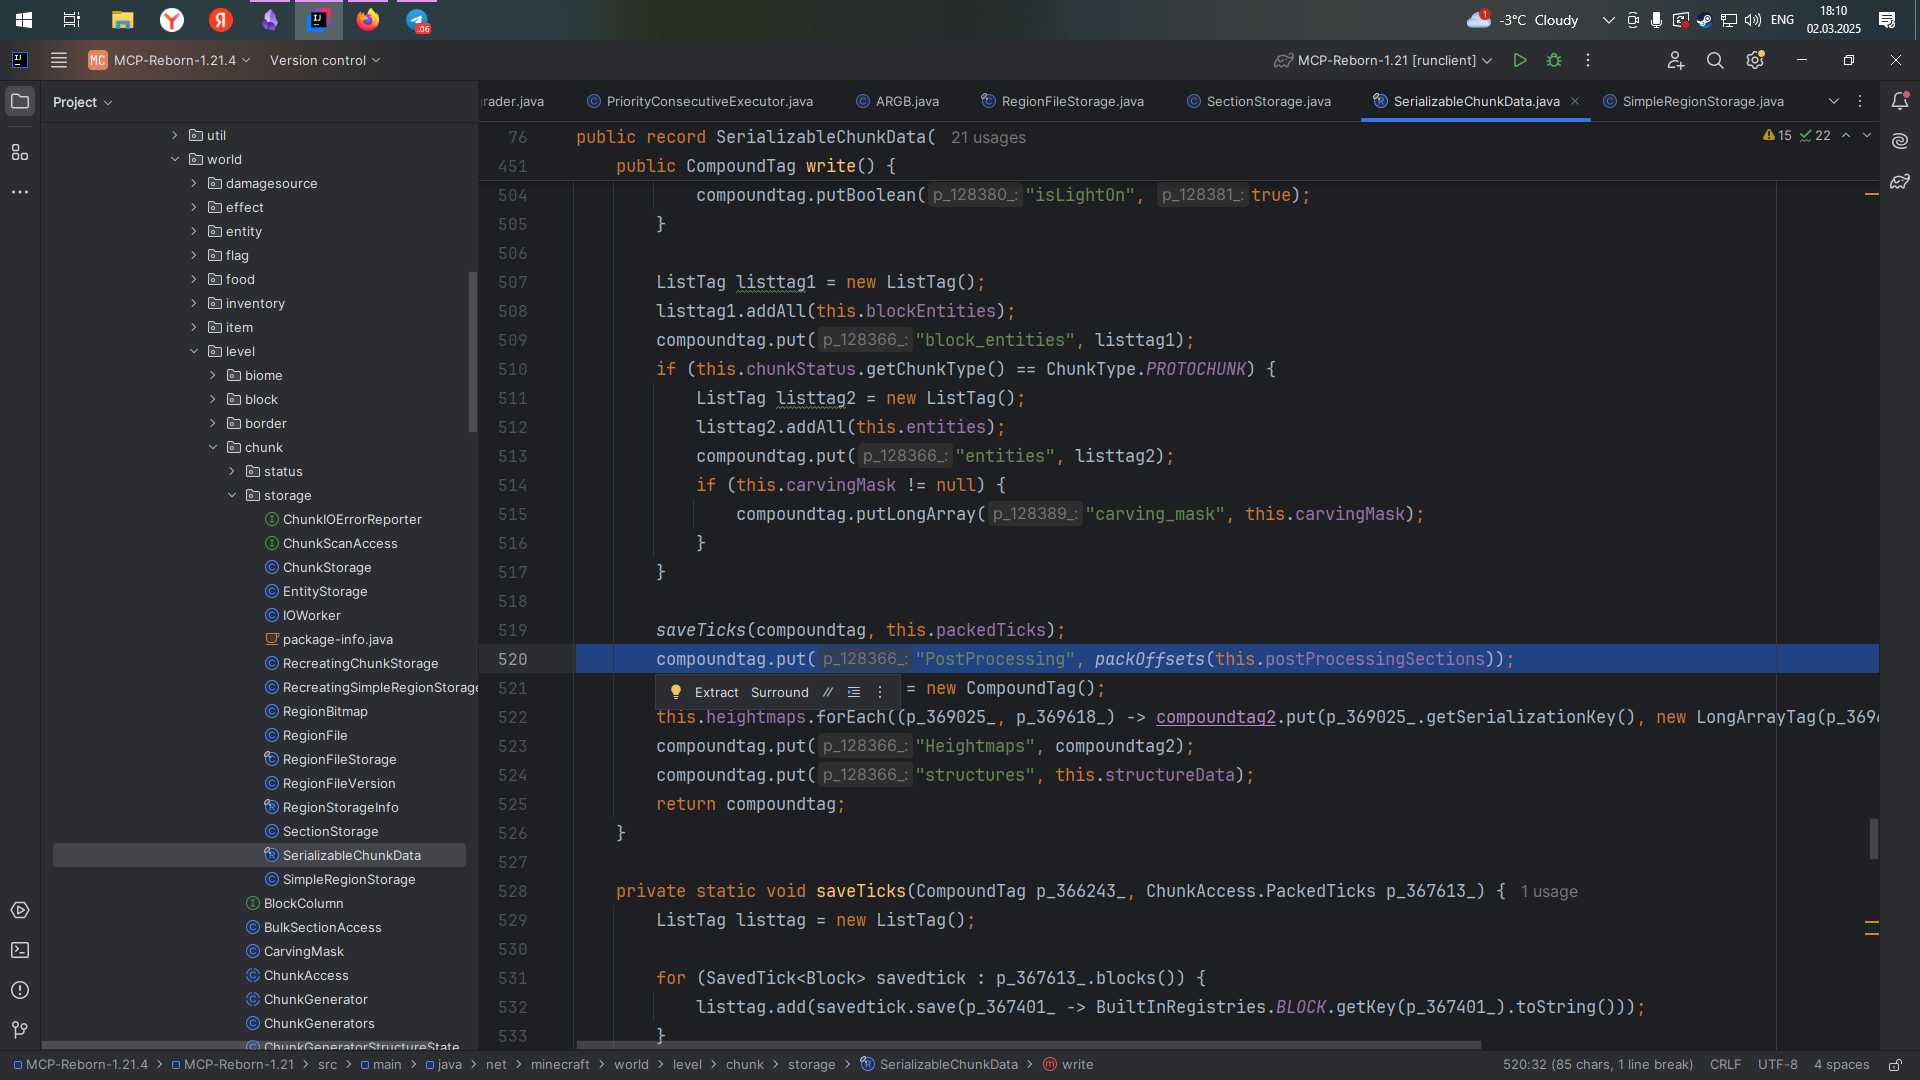 -3°C Cloudy
ENG
18:10
02.03.2025
1
06
MC MCP-Reborn-1.21.4
Version control
MCP-Reborn-1.21 [runclient]
Project
rader.java
PriorityConsecutiveExecutor.java
ARGB.java
RegionFileStorage.java
SectionStorage.java
SerializableChunkData.java
SimpleRegionStorage.java
util
world
damagesource
effect
entity
flag
food
inventory
item
level
biome
block
border
chunk
status
storage
ChunkIOErrorReporter
ChunkScanAccess
ChunkStorage
EntityStorage
IOWorker
package-info.java
RecreatingChunkStorage
RecreatingSimpleRegionStorage
RegionBitmap
RegionFile
RegionFileStorage
RegionFileVersion
RegionStorageInfo
SectionStorage
SerializableChunkData
SimpleRegionStorage
BlockColumn
BulkSectionAccess
CarvingMask
ChunkAccess
ChunkGenerator
ChunkGenerators
ChunkGeneratorStructureState
15 22
76 public record SerializableChunkData( 21 usages
451 public CompoundTag write() {
504 compoundtag.putBoolean( p_128380_: "isLightOn", p_128381_: true);
505 }
506
507 ListTag listtag1 = new ListTag();
508 listtag1.addAll(this.blockEntities);
509 compoundtag.put( p_128366_: "block_entities", listtag1);
510 if (this.chunkStatus.getChunkType() == ChunkType.PROTOCHUNK) {
511 ListTag listtag2 = new ListTag();
512 listtag2.addAll(this.entities);
513 compoundtag.put( p_128366_: "entities", listtag2);
514 if (this.carvingMask != null) {
515 compoundtag.putLongArray( p_128389_: "carving_mask", this.carvingMask);
516 }
517 }
518
519 saveTicks(compoundtag, this.packedTicks);
520 compoundtag.put( p_128366_: "PostProcessing", packOffsets(this.postProcessingSections));
521 Extract Surround = new CompoundTag();
522 this.heightmaps.forEach((p_369025_, p_369618_) -> compoundtag2.put(p_369025_.getSerializationKey(), new LongArrayTag(p_369
523 compoundtag.put( p_128366_: "Heightmaps", compoundtag2);
524 compoundtag.put( p_128366_: "structures", this.structureData);
525 return compoundtag;
526 }
527
528 private static void saveTicks(CompoundTag p_366243_, ChunkAccess.PackedTicks p_367613_) { 1 usage
529 ListTag listtag = new ListTag();
530
531 for (SavedTick<Block> savedtick : p_367613_.blocks()) {
532 listtag.add(savedtick.save(p_367401_ -> BuiltInRegistries.BLOCK.getKey(p_367401_).toString()));
533 }
MCP-Reborn-1.21.4 > MCP-Reborn-1.21 > src > main > java > net > minecraft > world > level > chunk > storage > SerializableChunkData > write
520:32 (85 chars, 1 line break) CRLF UTF-8 4 spaces